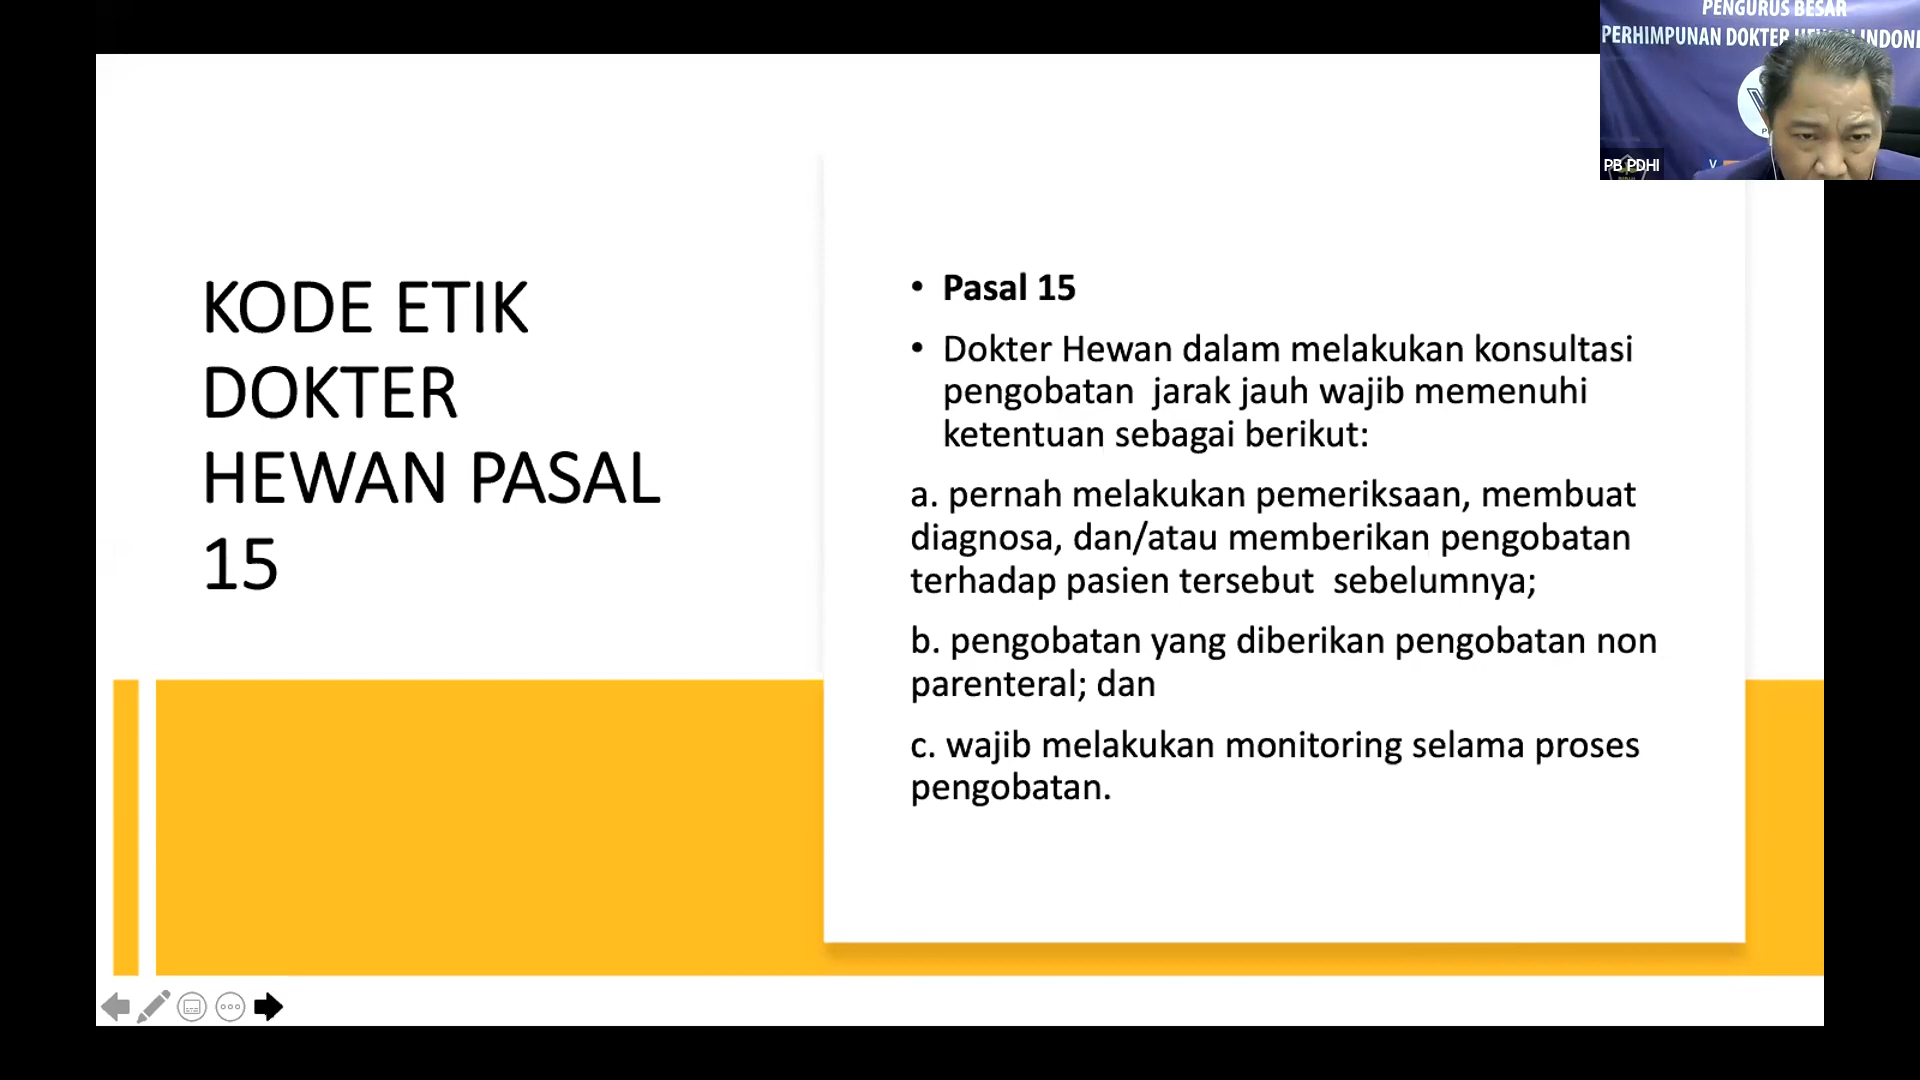 PENGURUS BESAR
PERHIMPUNAN DOKTER
PB PDHI
KODE ETIK
DOKTER
HEWAN PASAL
15
• Pasal 15
• Dokter Hewan dalam melakukan konsultasi
pengobatan jarak jauh wajib memenuhi
ketentuan sebagai berikut:
a. pernah melakukan pemeriksaan, membuat
diagnosa, dan/atau memberikan pengobatan
terhadap pasien tersebut sebelumnya;
b. pengobatan yang diberikan pengobatan non
parenteral; dan
c. wajib melakukan monitoring selama proses
pengobatan.